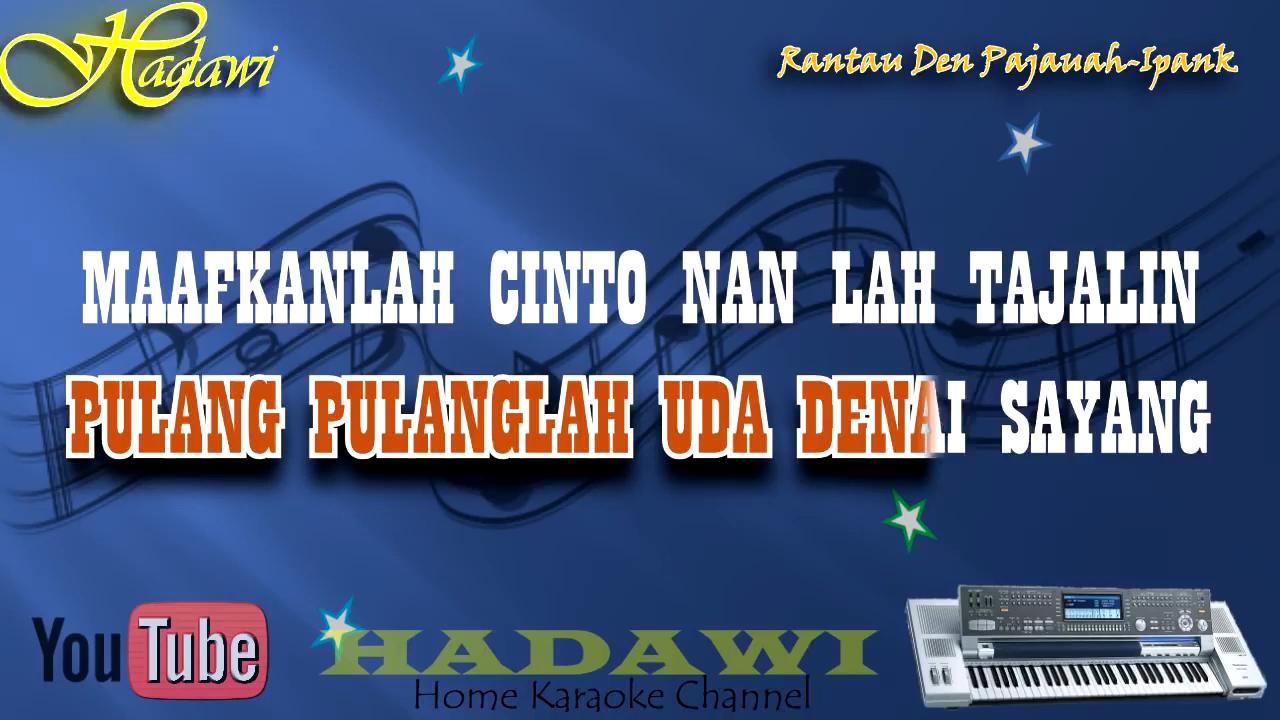 Hadawi
Rantau Den Pajauah-Ipank
MAAFKANLAH CINTO NAN LAH TAJALIN
PULANG PULANGLAH UDA DENAI SAYANG
YouTube
HADAWI
Home Karaoke Channel